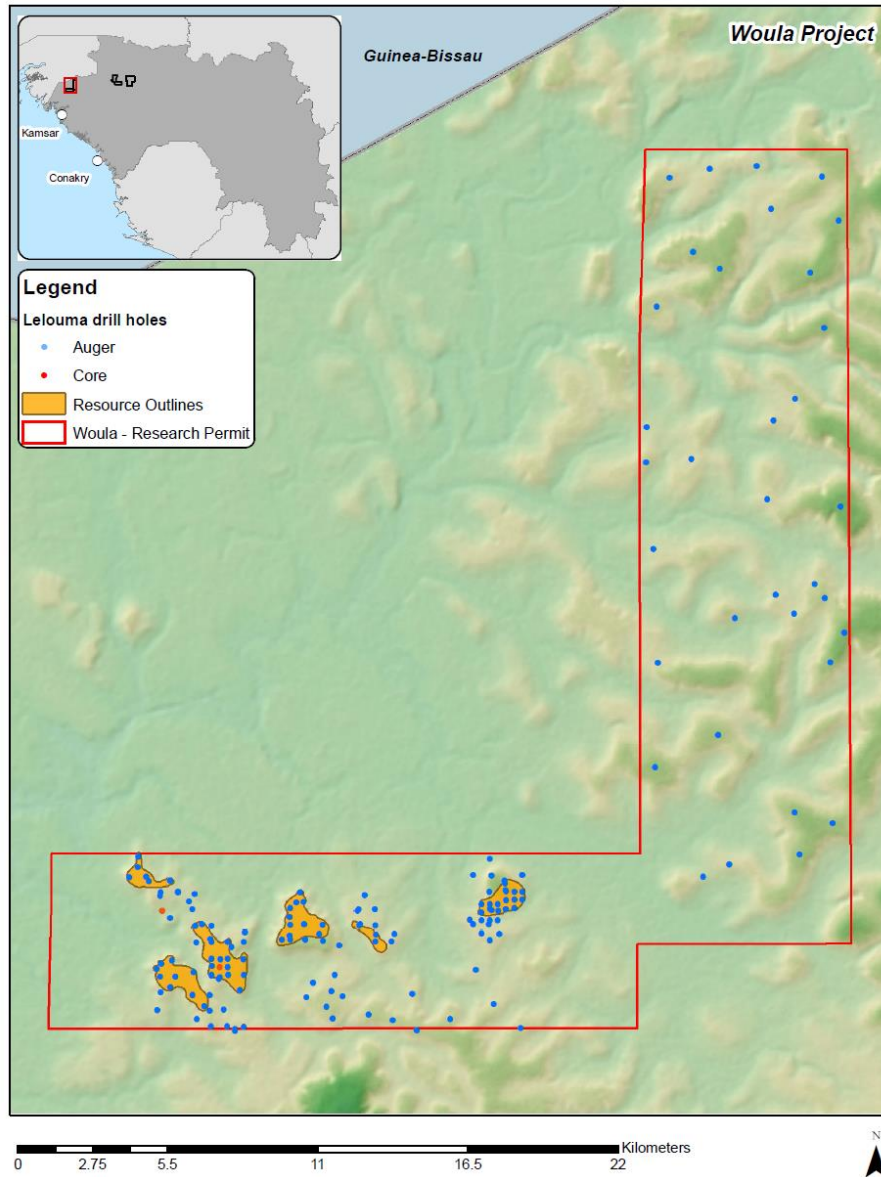 Woula Project
Guinea-Bissau
Kamsar
Conakry
Legend
Lelouma drill holes
Auger
Core
Resource Outlines
Woula - Research Permit
Kilometers
0 2.75 5.5 11 16.5 22
N